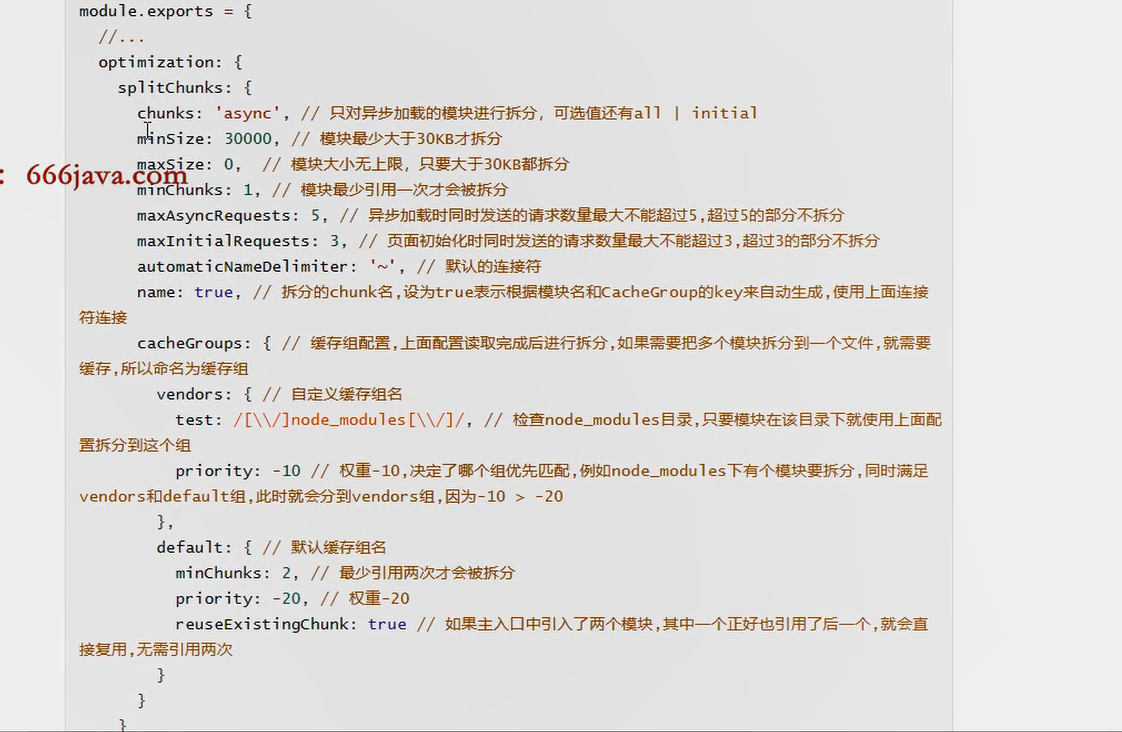 module.exports = {
//...
optimization: {
splitChunks: {
chunks: 'async', // 只对异步加载的模块进行拆分，可选值还有all | initial
minSize: 30000, // 模块最少大于30KB才拆分
maxSize: 0,  // 模块大小无上限，只要大于30KB都拆分
: 666java.com
minChunks: 1, // 模块最少引用一次才会被拆分
maxAsyncRequests: 5, // 异步加载时同时发送的请求数量最大不能超过5,超过5的部分不拆分
maxInitialRequests: 3, // 页面初始化时同时发送的请求数量最大不能超过3,超过3的部分不拆分
automaticNameDelimiter: '~', // 默认的连接符
name: true, // 拆分的chunk名,设为true表示根据模块名和CacheGroup的key来自动生成,使用上面连接
符连接
cacheGroups: { // 缓存组配置,上面配置读取完成后进行拆分,如果需要把多个模块拆分到一个文件,就需要
缓存,所以命名为缓存组
vendors: { // 自定义缓存组名
test: /[\\/]node_modules[\\/]/, // 检查node_modules目录,只要模块在该目录下就使用上面配
置拆分到这个组
priority: -10 // 权重-10,决定了哪个组优先匹配,例如node_modules下有个模块要拆分,同时满足
vendors和default组,此时就会分到vendors组,因为-10 > -20
},
default: { // 默认缓存组名
minChunks: 2, // 最少引用两次才会被拆分
priority: -20, // 权重-20
reuseExistingChunk: true // 如果主入口中引入了两个模块,其中一个正好也引用了后一个,就会直
接复用,无需引用两次
}
}
}